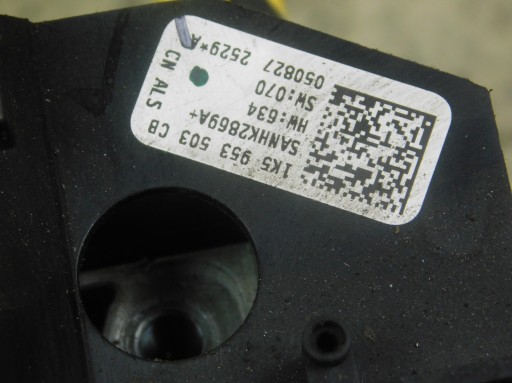 1K5 953 503 CB
5ANHK2869A+
HW:634
SW:070
050827 2529*A
CN ALS